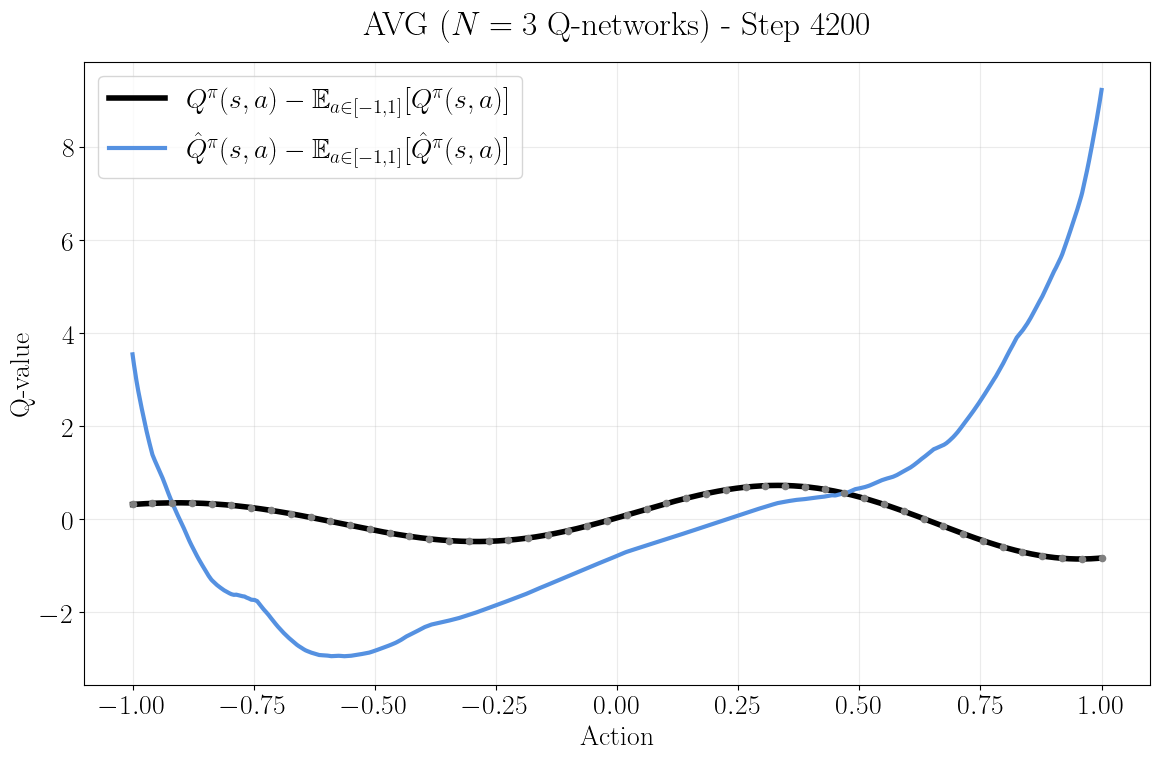 AVG (N = 3 Q-networks) - Step 4200
Q^π(s, a) − 𝔼_{a∈[−1,1]}[Q^π(s, a)]
Q̂^π(s, a) − 𝔼_{a∈[−1,1]}[Q̂^π(s, a)]
Q-value
8
6
4
2
0
−2
−1.00 −0.75 −0.50 −0.25 0.00 0.25 0.50 0.75 1.00
Action